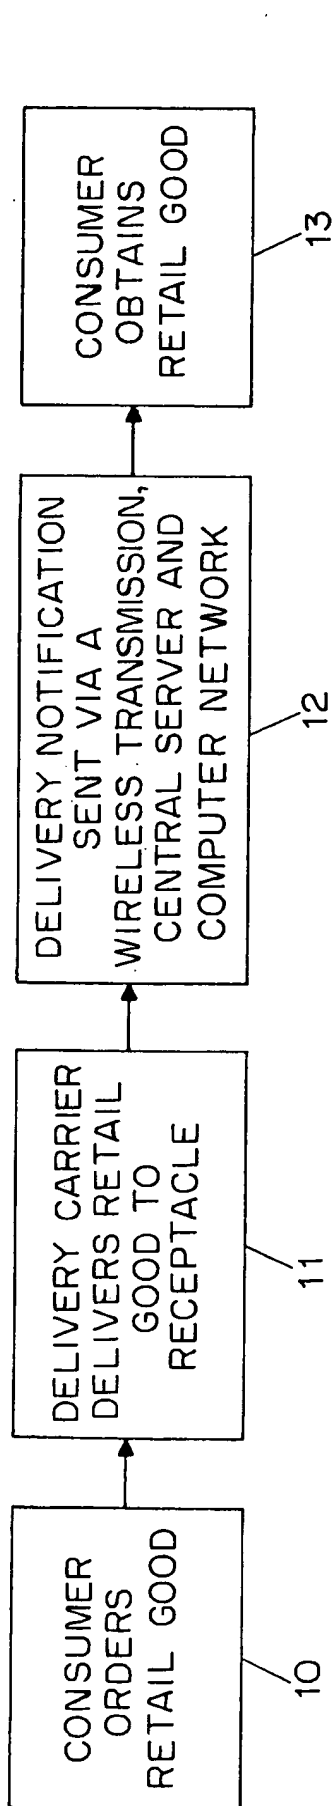 CONSUMER
ORDERS
RETAIL GOOD
10
DELIVERY CARRIER
DELIVERS RETAIL
GOOD TO
RECEPTACLE
11
DELIVERY NOTIFICATION
SENT VIA A
WIRELESS TRANSMISSION,
CENTRAL SERVER AND
COMPUTER NETWORK
12
CONSUMER
OBTAINS
RETAIL GOOD
13